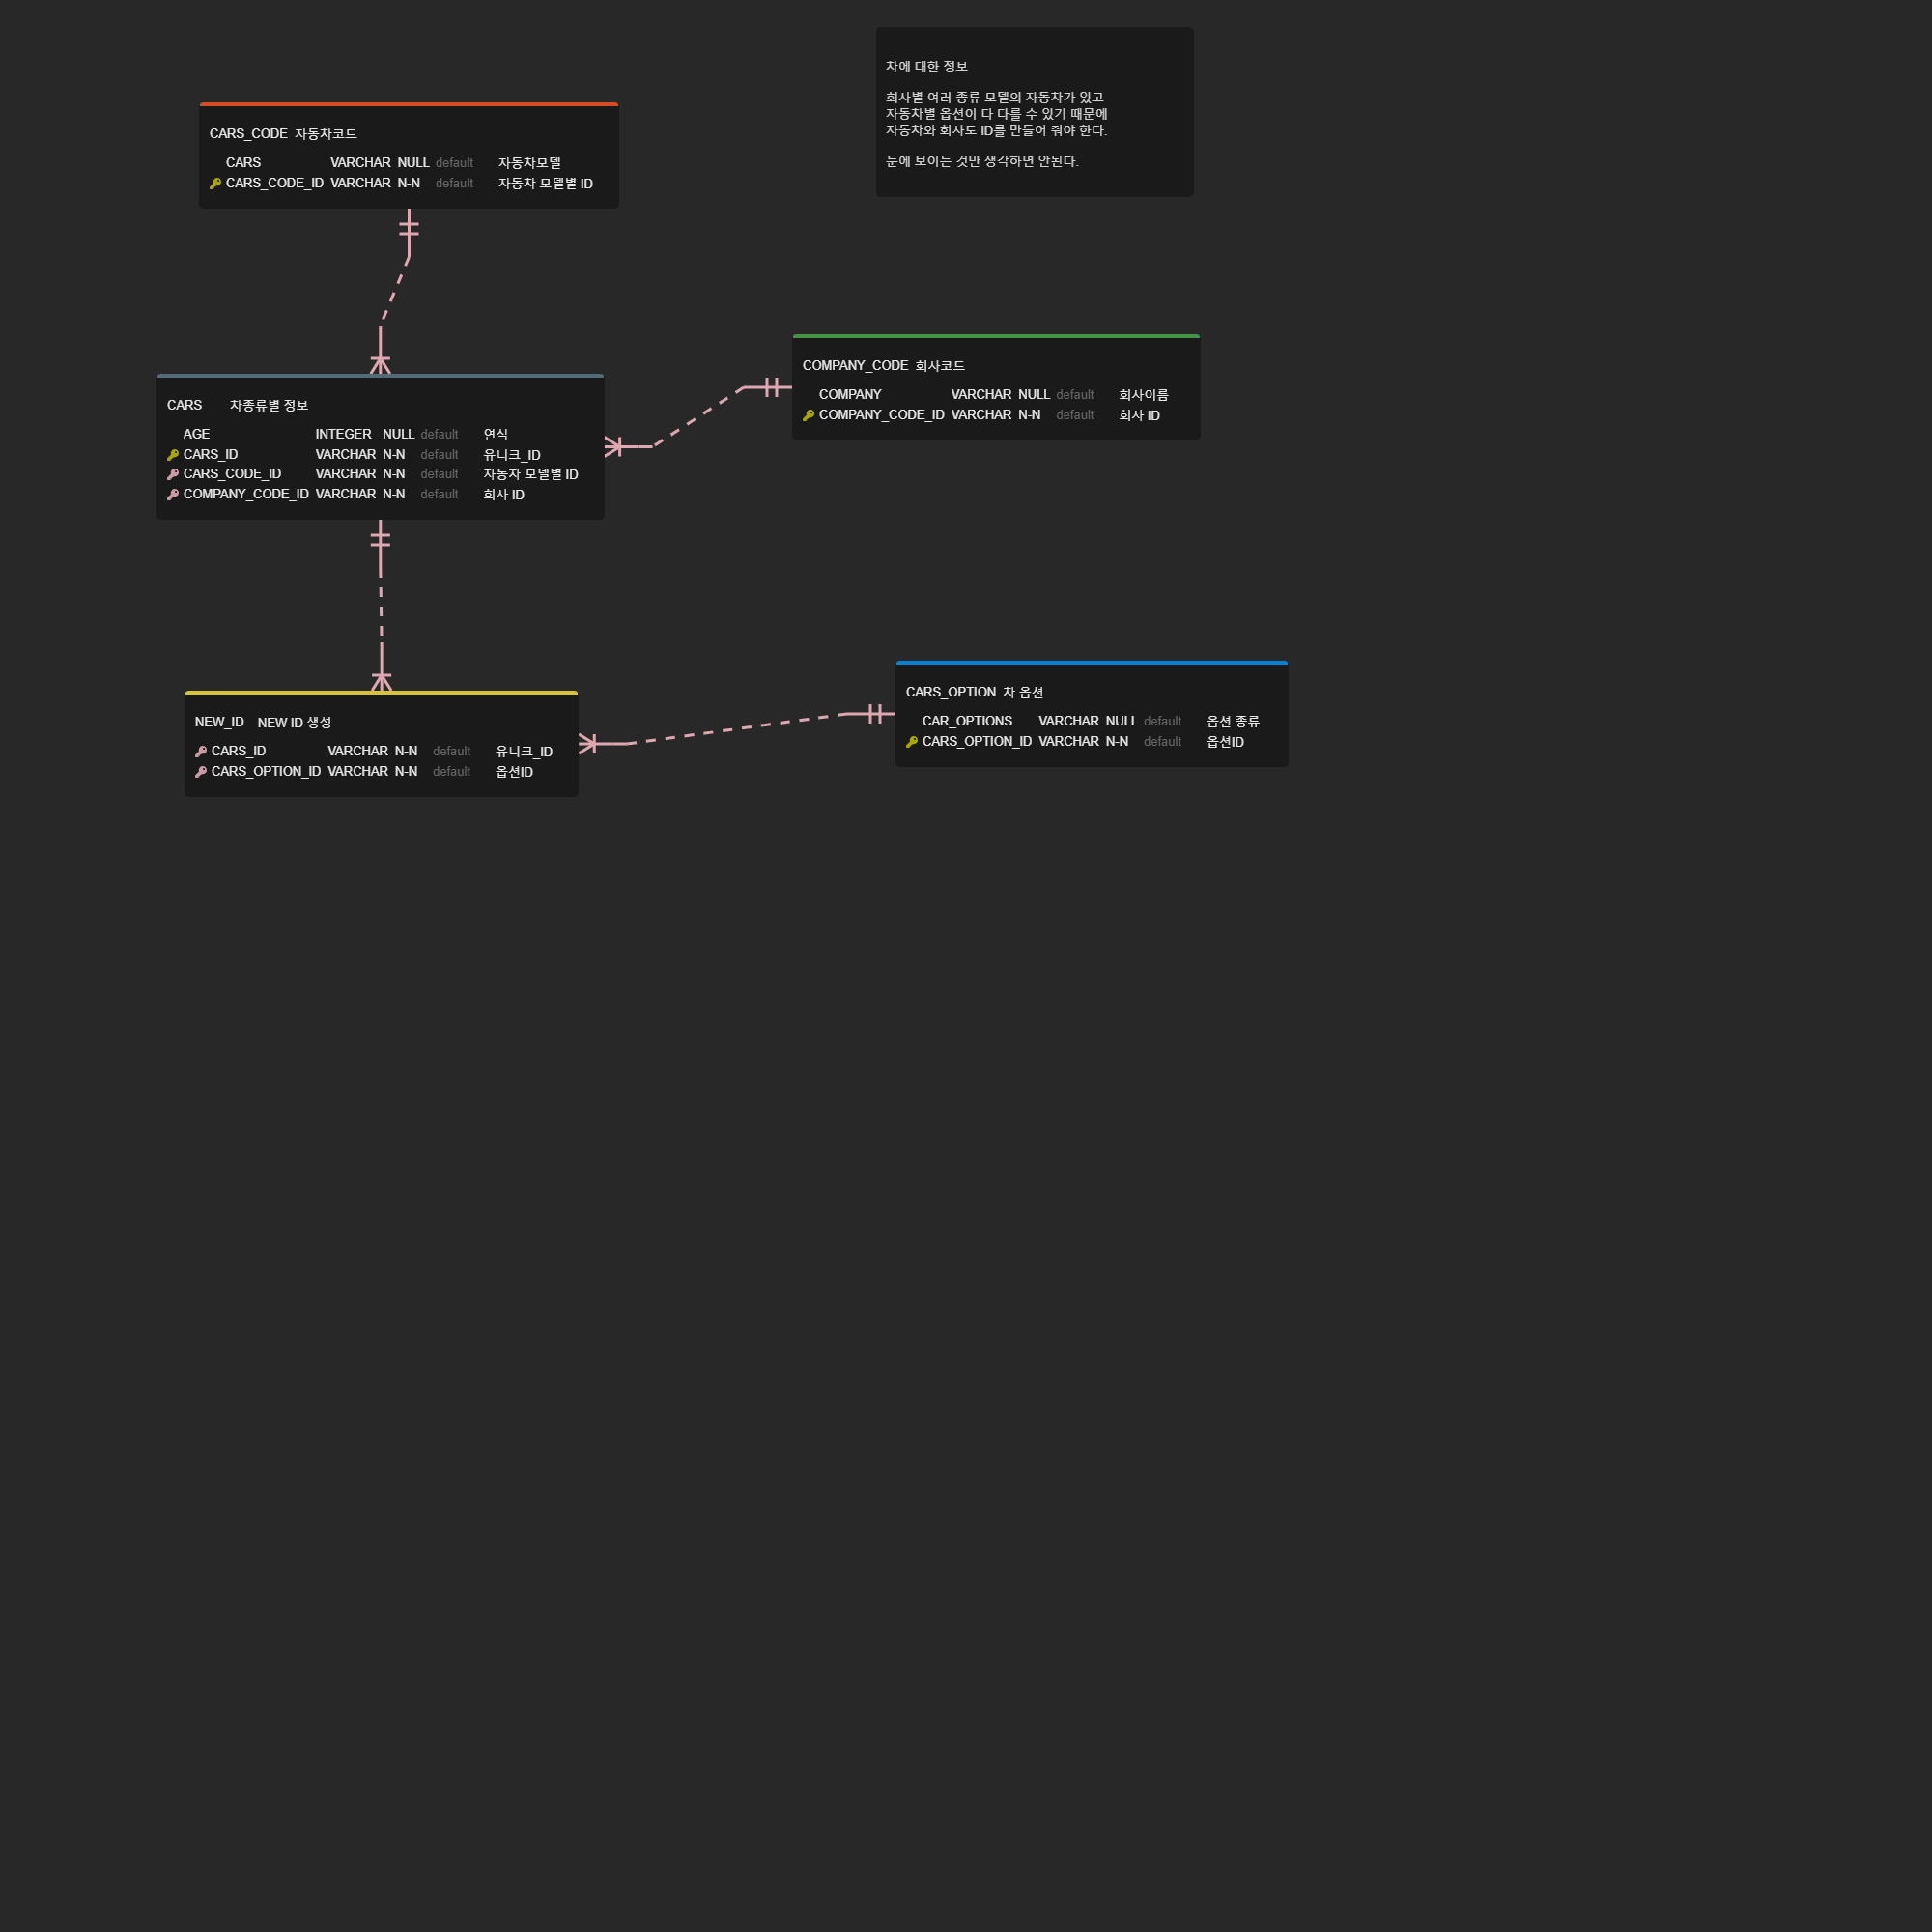 차에 대한 정보
회사별 여러 종류 모델의 자동차가 있고
자동차별 옵션이 다 다를 수 있기 때문에
자동차와 회사도 ID를 만들어 줘야 한다.
눈에 보이는 것만 생각하면 안된다.
CARS_CODE 자동차코드
CARS VARCHAR NULL default 자동차모델
CARS_CODE_ID VARCHAR N-N default 자동차 모델별 ID
COMPANY_CODE 회사코드
COMPANY VARCHAR NULL default 회사이름
COMPANY_CODE_ID VARCHAR N-N default 회사 ID
CARS 차종류별 정보
AGE INTEGER NULL default 연식
CARS_ID VARCHAR N-N default 유니크_ID
CARS_CODE_ID VARCHAR N-N default 자동차 모델별 ID
COMPANY_CODE_ID VARCHAR N-N default 회사 ID
CARS_OPTION 차 옵션
CAR_OPTIONS VARCHAR NULL default 옵션 종류
CARS_OPTION_ID VARCHAR N-N default 옵션ID
NEW_ID NEW ID 생성
CARS_ID VARCHAR N-N default 유니크_ID
CARS_OPTION_ID VARCHAR N-N default 옵션ID